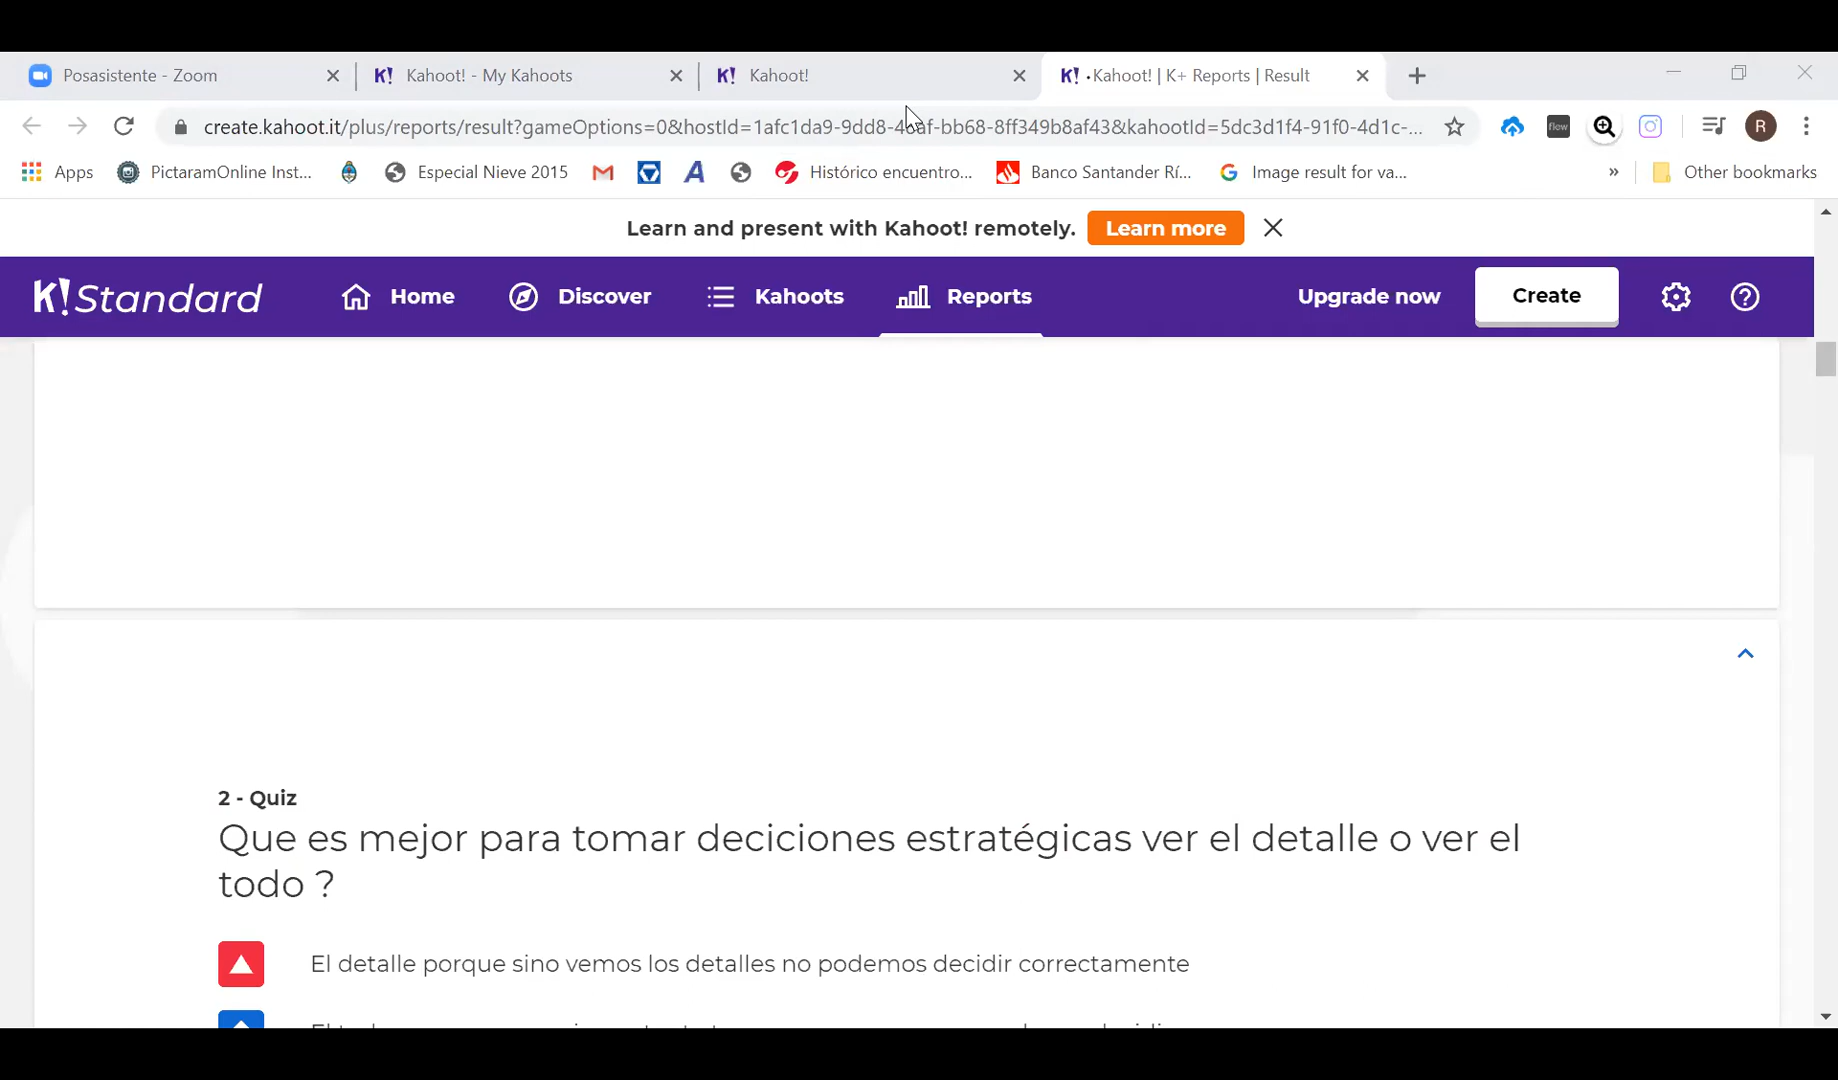 Posasistente - Zoom
Kahoot! - My Kahoots
Kahoot!
•Kahoot! | K+ Reports | Result
create.kahoot.it/plus/reports/result?gameOptions=0&hostId=1afc1da9-9dd8-4 af-bb68-8ff349b8af43&kahootId=5dc3d1f4-91f0-4d1c-...
flow
R
Apps
PictaramOnline Inst...
Especial Nieve 2015
Histórico encuentro...
Banco Santander Rí...
Image result for va...
»
Other bookmarks
Learn and present with Kahoot! remotely.
Learn more
K! Standard
Home
Discover
Kahoots
Reports
Upgrade now
Create
2 - Quiz
Que es mejor para tomar deciciones estratégicas ver el detalle o ver el
todo ?
El detalle porque sino vemos los detalles no podemos decidir correctamente